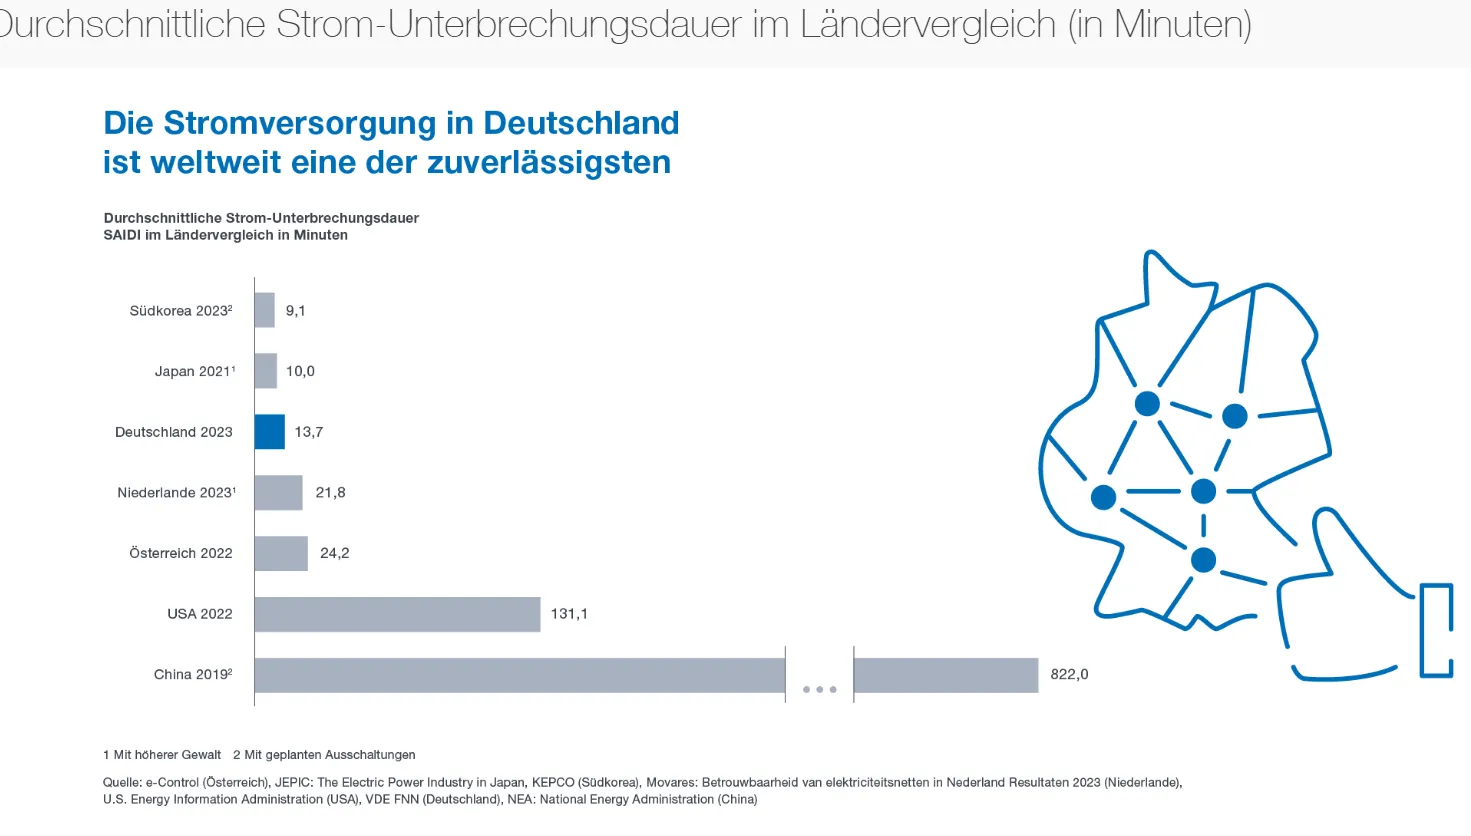 Durchschnittliche Strom-Unterbrechungsdauer im Ländervergleich (in Minuten)
Die Stromversorgung in Deutschland
ist weltweit eine der zuverlässigsten
Durchschnittliche Strom-Unterbrechungsdauer
SAIDI im Ländervergleich in Minuten
Südkorea 2023² 9,1
Japan 2021¹ 10,0
Deutschland 2023 13,7
Niederlande 2023¹ 21,8
Österreich 2022 24,2
USA 2022 131,1
China 2019² 822,0
1 Mit höherer Gewalt 2 Mit geplanten Ausschaltungen
Quelle: e-Control (Österreich), JEPIC: The Electric Power Industry in Japan, KEPCO (Südkorea), Movares: Betrouwbaarheid van elektriciteitsnetten in Nederland Resultaten 2023 (Niederlande),
U.S. Energy Information Administration (USA), VDE FNN (Deutschland), NEA: National Energy Administration (China)